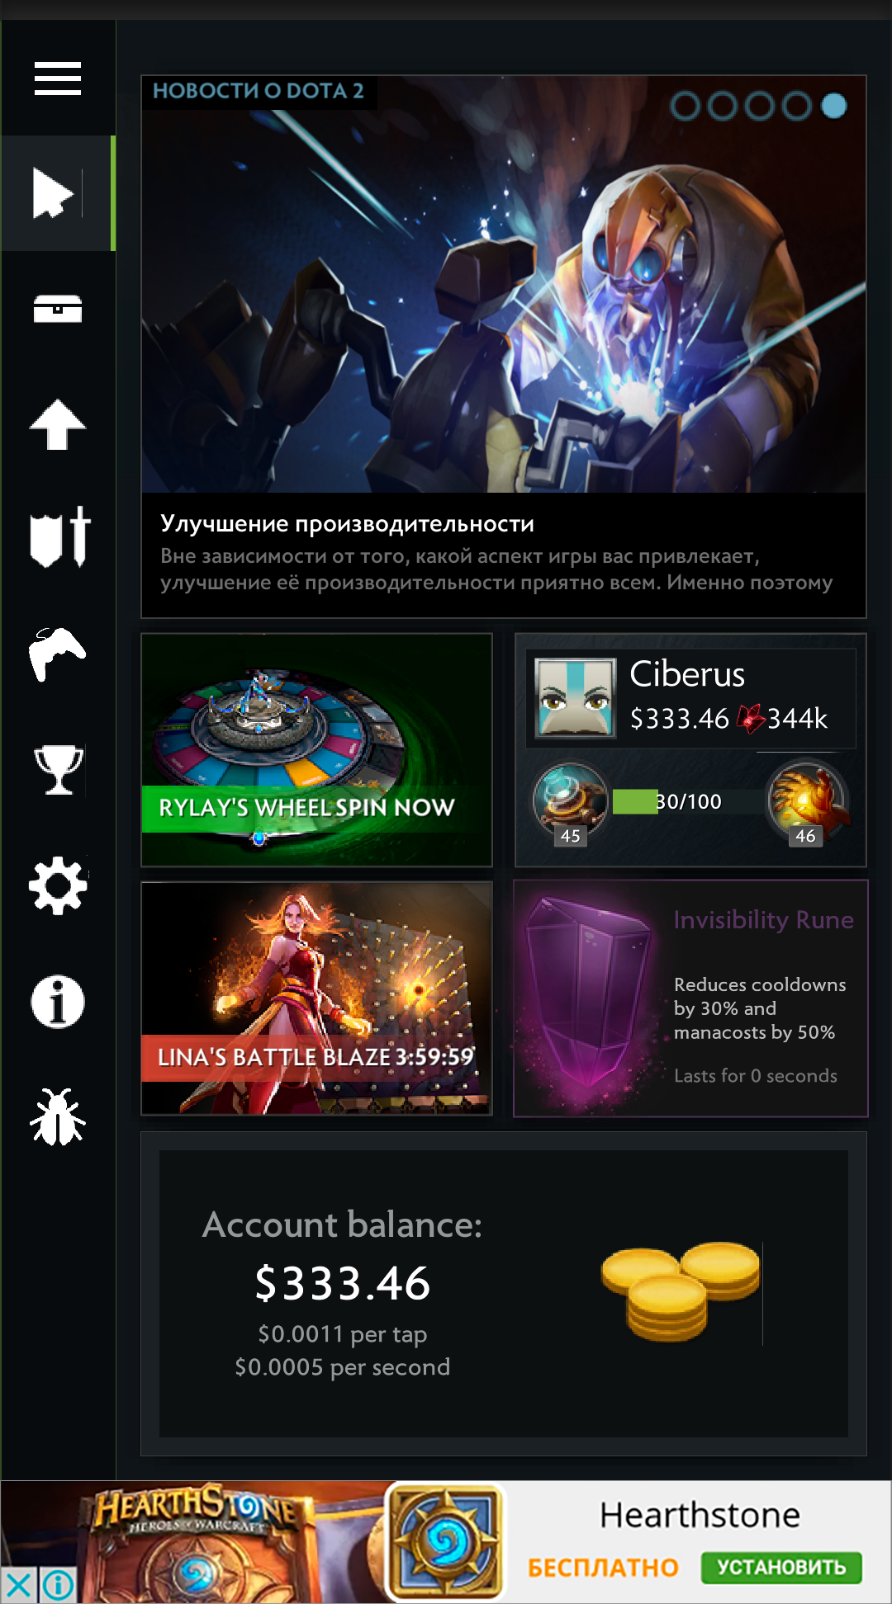 НОВОСТИ О DOTA 2
Улучшение производительности
Вне зависимости от того, какой аспект игры вас привлекает,
улучшение её производительности приятно всем. Именно поэтому
RYLAY'S WHEEL SPIN NOW
Ciberus
$333.46 344k
30/100
45
46
LINA'S BATTLE BLAZE 3:59:59
Invisibility Rune
Reduces cooldowns
by 30% and
manacosts by 50%
Lasts for 0 seconds
Account balance:
$333.46
$0.0011 per tap
$0.0005 per second
HEARTHSTONE
HEROES OF WARCRAFT
Hearthstone
БЕСПЛАТНО
УСТАНОВИТЬ